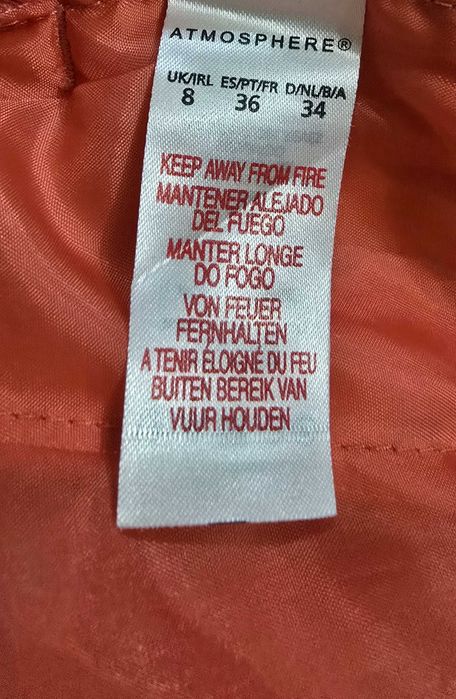 ATMOSPHERE®
UK/IRL ES/PT/FR D/NL/B/A
8 36 34
KEEP AWAY FROM FIRE
MANTENER ALEJADO
DEL FUEGO
MANTER LONGE
DO FOGO
VON FEUER
FERNHALTEN
A TENIR ÉLOIGNÉ DU FEU
BUITEN BEREIK VAN
VUUR HOUDEN